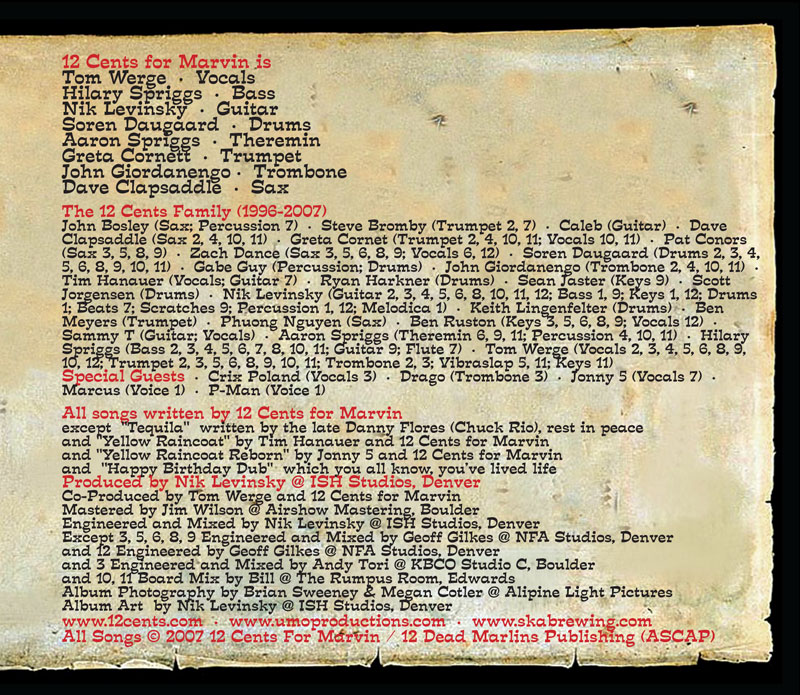 12 Cents for Marvin is
Tom Werge · Vocals
Hilary Spriggs · Bass
Nik Levinsky · Guitar
Soren Daugaard · Drums
Aaron Spriggs · Theremin
Greta Cornett · Trumpet
John Giordanengo · Trombone
Dave Clapsaddle · Sax
The 12 Cents Family (1996-2007)
John Bosley (Sax; Percussion 7) · Steve Bromby (Trumpet 2, 7) · Caleb (Guitar) · Dave
Clapsaddle (Sax 2, 4, 10, 11) · Greta Cornet (Trumpet 2, 4, 10, 11; Vocals 10, 11) · Pat Conors
(Sax 3, 5, 8, 9) · Zach Dance (Sax 3, 5, 6, 8, 9; Vocals 6, 12) · Soren Daugaard (Drums 2, 3, 4,
5, 6, 8, 9, 10, 11) · Gabe Guy (Percussion; Drums) · John Giordanengo (Trombone 2, 4, 10, 11) ·
Tim Hanauer (Vocals; Guitar 7) · Ryan Harkner (Drums) · Sean Jaster (Keys 9) · Scott
Jorgensen (Drums) · Nik Levinsky (Guitar 2, 3, 4, 5, 6, 8, 10, 11, 12; Bass 1, 9; Keys 1, 12; Drums
1; Beats 7; Scratches 9; Percussion 1, 12; Melodica 1) · Keith Lingenfelter (Drums) · Ben
Meyers (Trumpet) · Phuong Nguyen (Sax) · Ben Ruston (Keys 3, 5, 6, 8, 9; Vocals 12) ·
Sammy T (Guitar; Vocals) · Aaron Spriggs (Theremin 6, 9, 11; Percussion 4, 10, 11) · Hilary
Spriggs (Bass 2, 3, 4, 5, 6, 7, 8, 10, 11; Guitar 9; Flute 7) · Tom Werge (Vocals 2, 3, 4, 5, 6, 8, 9,
10, 12; Trumpet 2, 3, 5, 6, 8, 9, 10, 11; Trombone 2, 3; Vibraslap 5, 11; Keys 11)
Special Guests · Criz Poland (Vocals 3) · Drago (Trombone 3) · Jonny 5 (Vocals 7) ·
Marcus (Voice 1) · P-Man (Voice 1)
All songs written by 12 Cents for Marvin
except "Tequila" written by the late Danny Flores (Chuck Rio), rest in peace
and "Yellow Raincoat" by Tim Hanauer and 12 Cents for Marvin
and "Yellow Raincoat Reborn" by Jonny 5 and 12 Cents for Marvin
and "Happy Birthday Dub" which you all know, you've lived life
Produced by Nik Levinsky @ ISH Studios, Denver
Co-Produced by Tom Werge and 12 Cents for Marvin
Mastered by Jim Wilson @ Airshow Mastering, Boulder
Engineered and Mixed by Nik Levinsky @ ISH Studios, Denver
Except 3, 5, 6, 8, 9 Engineered and Mixed by Geoff Gilkes @ NFA Studios, Denver
and 12 Engineered by Geoff Gilkes @ NFA Studios, Denver
and 3 Engineered and Mixed by Andy Tori @ KBCO Studio C, Boulder
and 10, 11 Board Mix by Bill @ The Rumpus Room, Edwards
Album Photography by Brian Sweeney & Megan Cotler @ Alipine Light Pictures
Album Art by Nik Levinsky @ ISH Studios, Denver
www.12cents.com · www.umoproductions.com · www.skabrewing.com
All Songs © 2007 12 Cents For Marvin / 12 Dead Marlins Publishing (ASCAP)